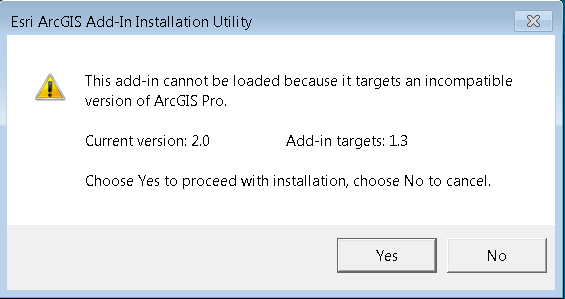 Esri ArcGIS Add-In Installation Utility
This add-in cannot be loaded because it targets an incompatible
version of ArcGIS Pro.
Current version: 2.0 Add-in targets: 1.3
Choose Yes to proceed with installation, choose No to cancel.
Yes No